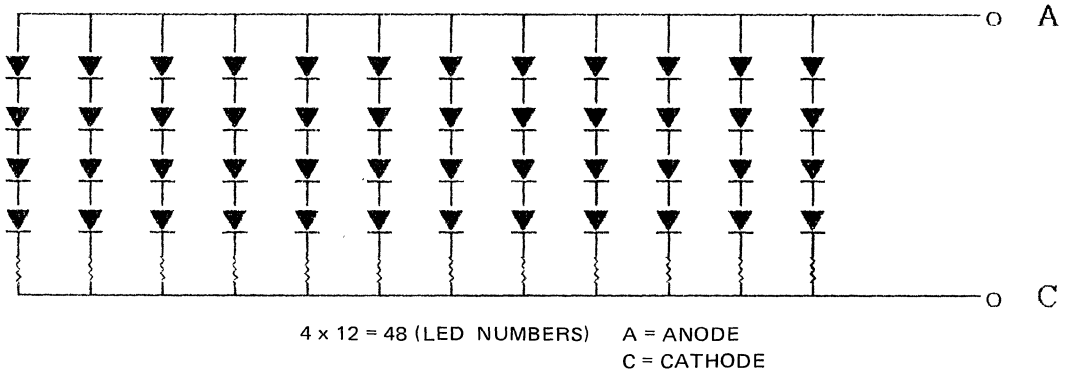 A
C
4 x 12 = 48 (LED NUMBERS) A = ANODE
C = CATHODE